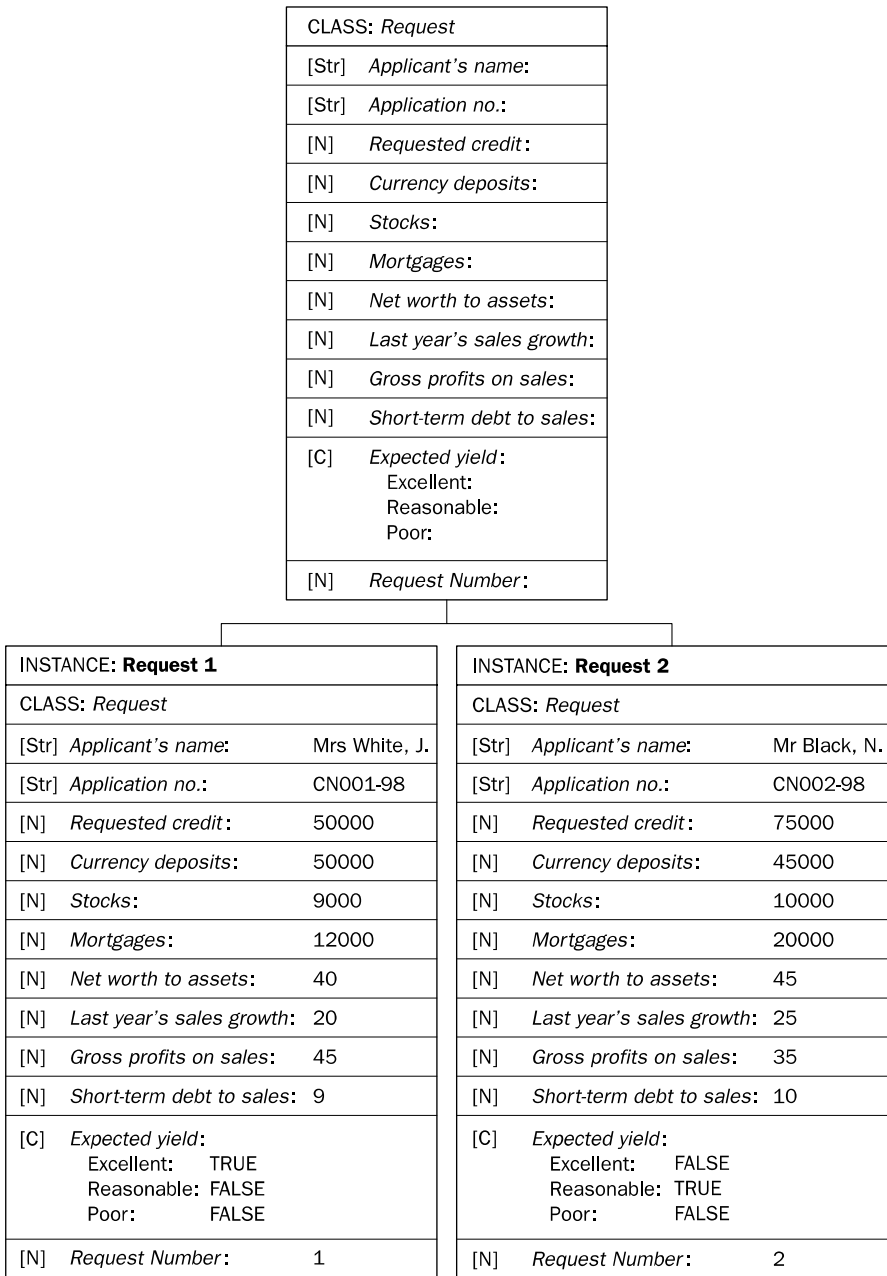 CLASS: Request
[Str] Applicant's name:
[Str] Application no.:
[N] Requested credit:
[N] Currency deposits:
[N] Stocks:
[N] Mortgages:
[N] Net worth to assets:
[N] Last year's sales growth:
[N] Gross profits on sales:
[N] Short-term debt to sales:
[C] Expected yield:
Excellent:
Reasonable:
Poor:
[N] Request Number:
INSTANCE: Request 1
CLASS: Request
[Str] Applicant's name: Mrs White, J.
[Str] Application no.: CN001-98
[N] Requested credit: 50000
[N] Currency deposits: 50000
[N] Stocks: 9000
[N] Mortgages: 12000
[N] Net worth to assets: 40
[N] Last year's sales growth: 20
[N] Gross profits on sales: 45
[N] Short-term debt to sales: 9
[C] Expected yield:
Excellent: TRUE
Reasonable: FALSE
Poor: FALSE
[N] Request Number: 1
INSTANCE: Request 2
CLASS: Request
[Str] Applicant's name: Mr Black, N.
[Str] Application no.: CN002-98
[N] Requested credit: 75000
[N] Currency deposits: 45000
[N] Stocks: 10000
[N] Mortgages: 20000
[N] Net worth to assets: 45
[N] Last year's sales growth: 25
[N] Gross profits on sales: 35
[N] Short-term debt to sales: 10
[C] Expected yield:
Excellent: FALSE
Reasonable: TRUE
Poor: FALSE
[N] Request Number: 2